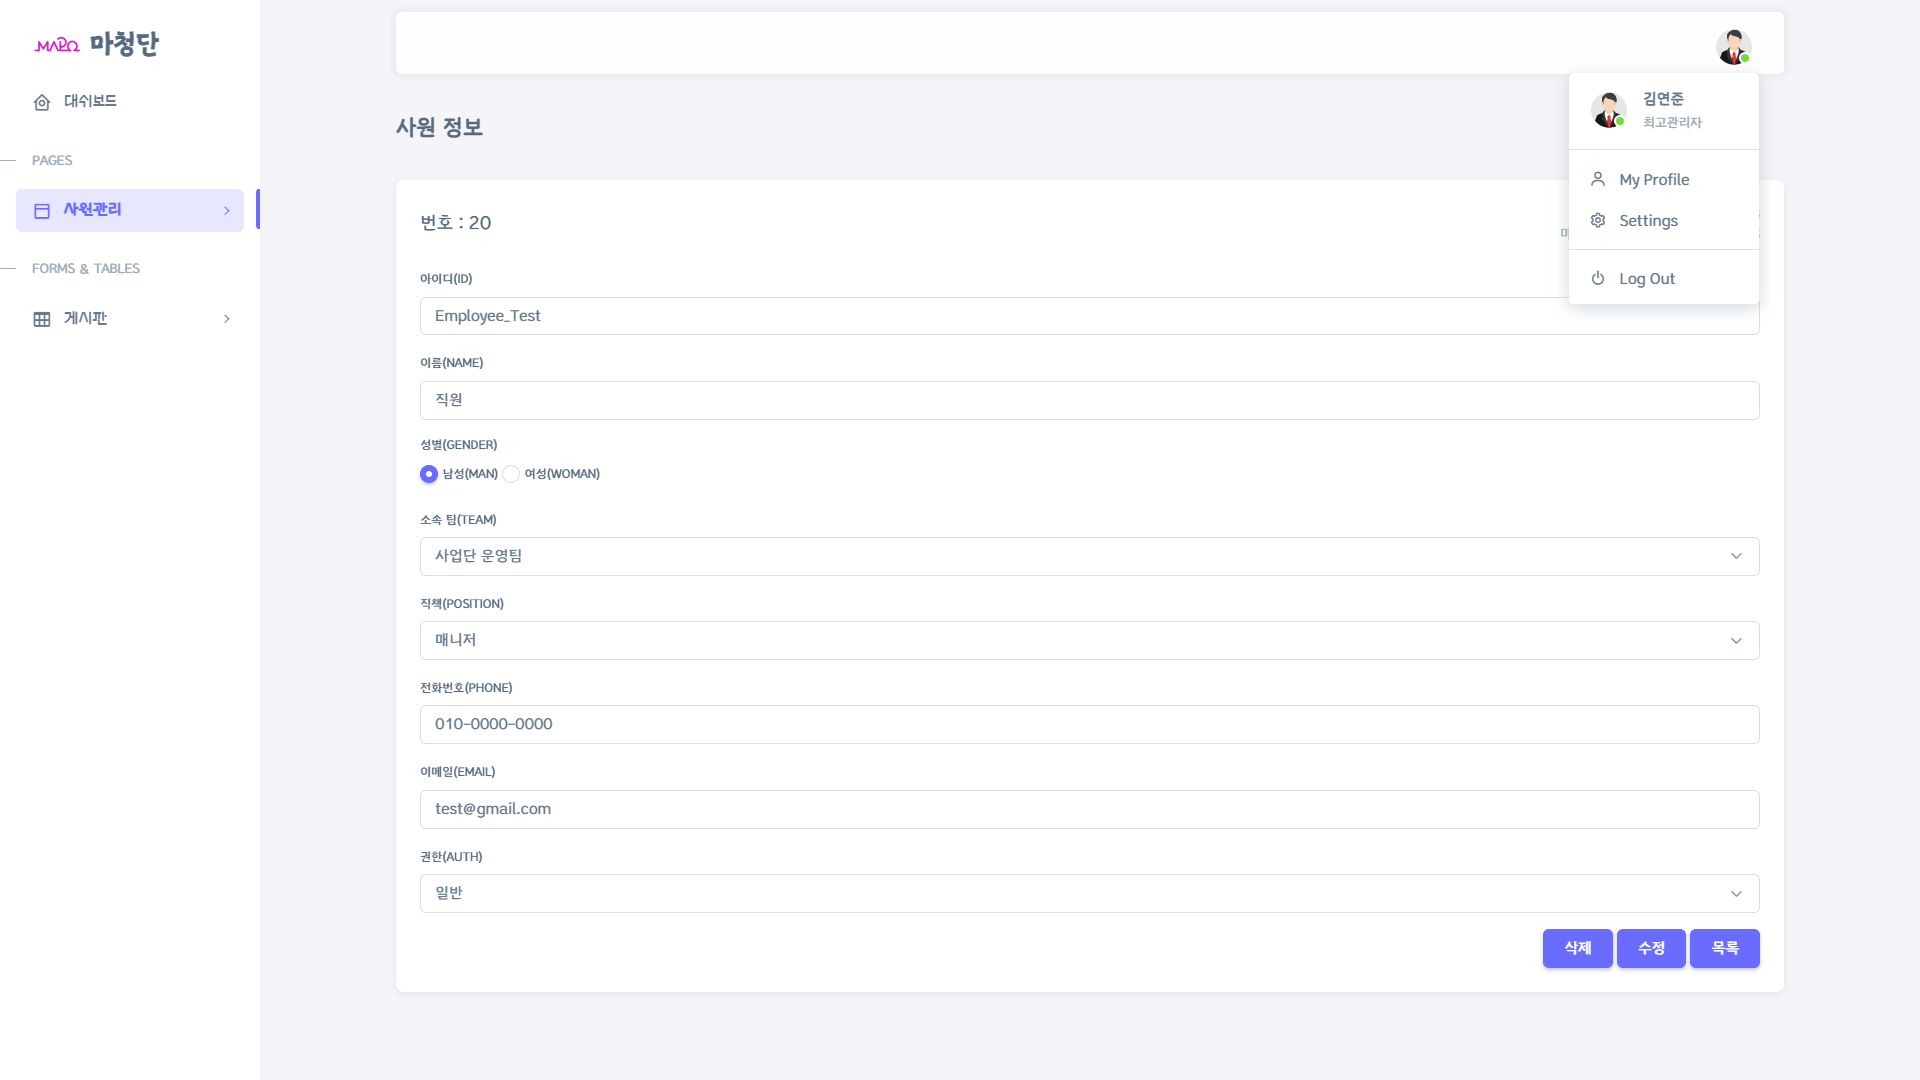 MAPO 마청단
대쉬보드
PAGES
사원관리
FORMS & TABLES
게시판
김연준
최고관리자
My Profile
Settings
Log Out
사원 정보
번호 : 20
아이디(ID)
Employee_Test
이름(NAME)
직원
성별(GENDER)
남성(MAN) 여성(WOMAN)
소속 팀(TEAM)
사업단 운영팀
직책(POSITION)
매니저
전화번호(PHONE)
010-0000-0000
이메일(EMAIL)
test@gmail.com
권한(AUTH)
일반
삭제 수정 목록